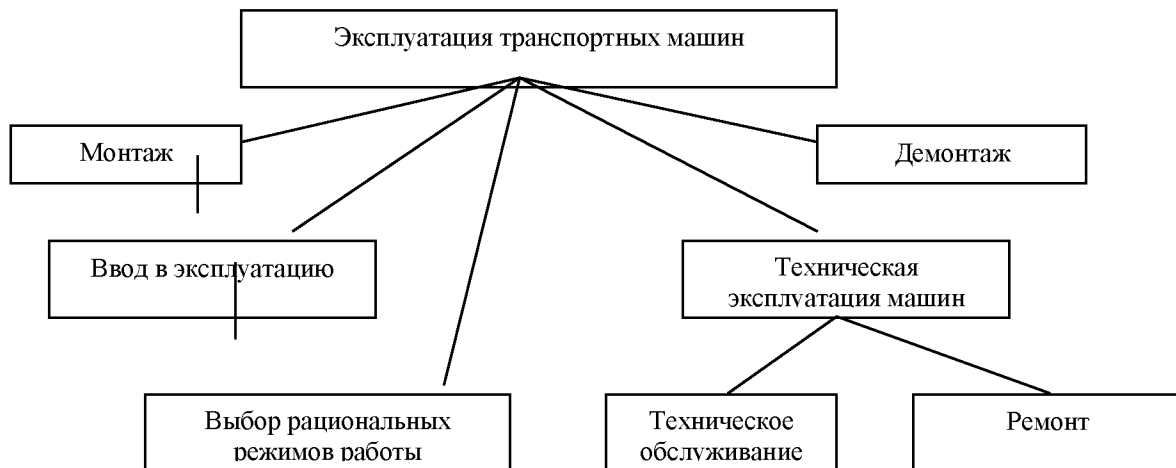 Эксплуатация транспортных машин
Монтаж
Демонтаж
Ввод в эксплуатацию
Техническая
эксплуатация машин
Выбор рациональных
режимов работы
Техническое
обслуживание
Ремонт